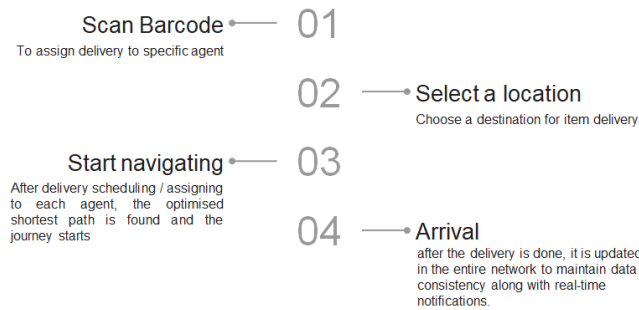 Scan Barcode
To assign delivery to specific agent
01
02
Select a location
Choose a destination for item delivery
Start navigating
After delivery scheduling / assigning
to each agent, the optimised
shortest path is found and the
journey starts
03
04
Arrival
after the delivery is done, it is updated
in the entire network to maintain data
consistency along with real-time
notifications.